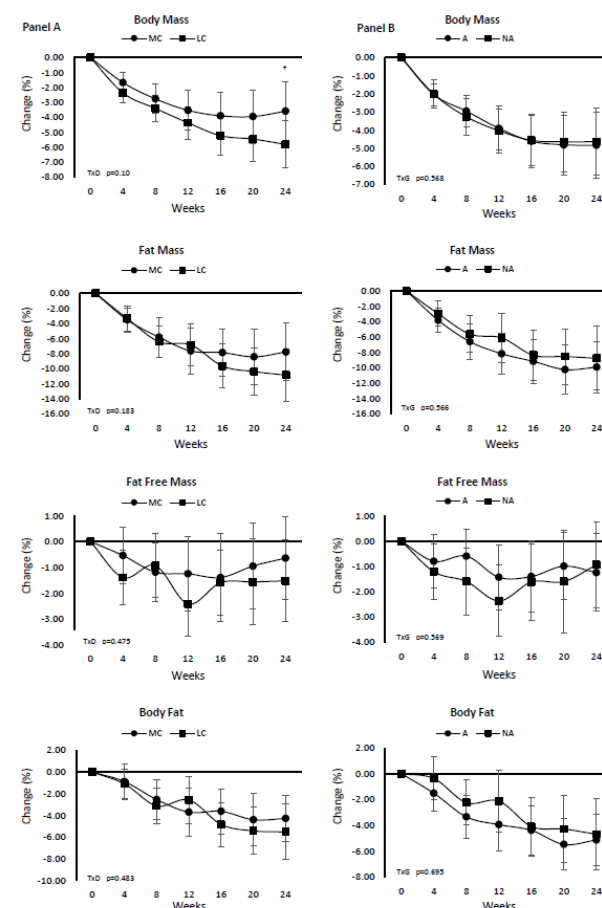 Panel A
Body Mass
MC LC
0.00
-1.00
-2.00
-3.00
-4.00
-5.00
-6.00
-7.00
-8.00
Change (%)
TxD p=0.10
0 4 8 12 16 20 24
Weeks
Panel B
Body Mass
A NA
0.00
-1.00
-2.00
-3.00
-4.00
-5.00
-6.00
-7.00
Change (%)
TxG p=0.568
0 4 8 12 16 20 24
Weeks
Fat Mass
MC LC
0.00
-2.00
-4.00
-6.00
-8.00
-10.00
-12.00
-14.00
-16.00
Change (%)
TxD p=0.183
0 4 8 12 16 20 24
Weeks
Fat Mass
A NA
0.00
-2.00
-4.00
-6.00
-8.00
-10.00
-12.00
-14.00
-16.00
Change (%)
TxG p=0.566
0 4 8 12 16 20 24
Weeks
Fat Free Mass
MC LC
1.00
0.00
-1.00
-2.00
-3.00
-4.00
Change (%)
TxD p=0.475
0 4 8 12 16 20 24
Weeks
Fat Free Mass
A NA
1.00
0.00
-1.00
-2.00
-3.00
-4.00
Change (%)
TxG p=0.569
0 4 8 12 16 20 24
Weeks
Body Fat
MC LC
2.00
0.00
-2.00
-4.00
-6.00
-8.00
-10.00
Change (%)
TxD p=0.483
0 4 8 12 16 20 24
Weeks
Body Fat
A NA
2.00
0.00
-2.00
-4.00
-6.00
-8.00
Change (%)
TxG p=0.695
0 4 8 12 16 20 24
Weeks